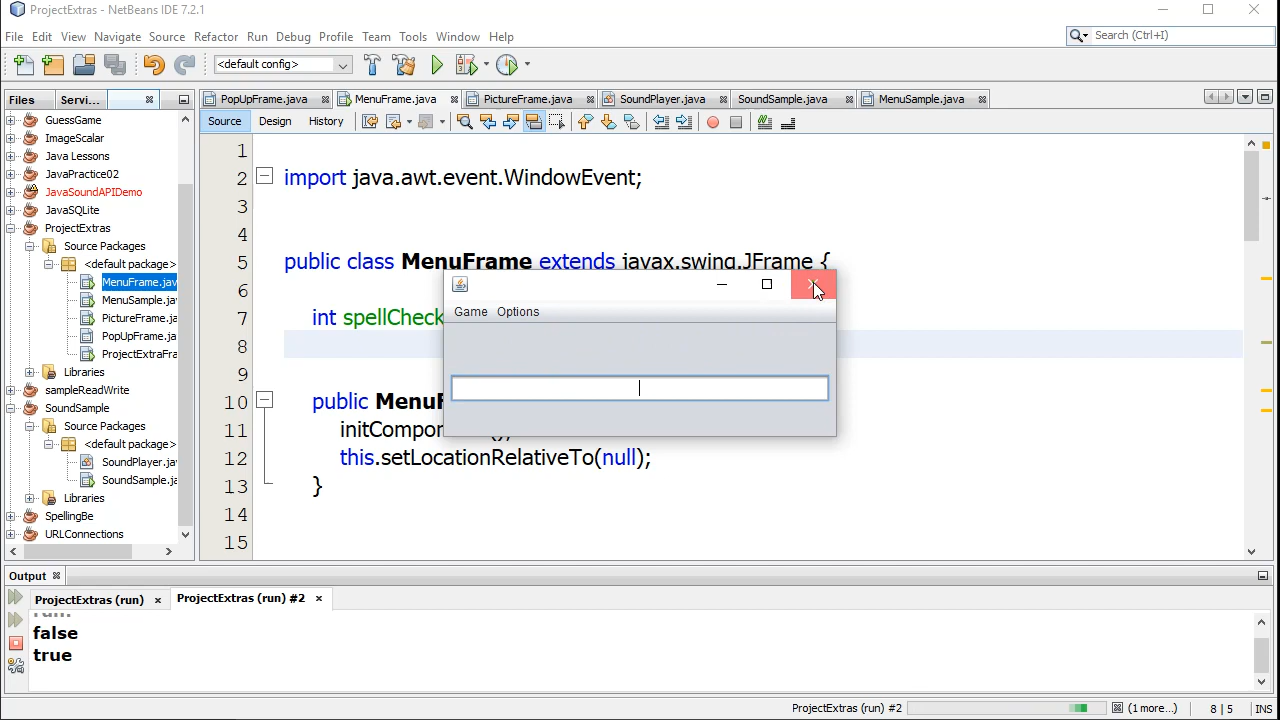 ProjectExtras - NetBeans IDE 7.2.1
File Edit View Navigate Source Refactor Run Debug Profile Team Tools Window Help
Search (Ctrl+I)
<default config>
Files Servi...
PopUpFrame.java MenuFrame.java PictureFrame.java SoundPlayer.java SoundSample.java MenuSample.java
Source Design History
GuessGame
ImageScalar
Java Lessons
JavaPractice02
JavaSoundAPIDemo
JavaSQLite
ProjectExtras
Source Packages
<default package>
MenuFrame.jav
MenuSample.ja
PictureFrame.ja
PopUpFrame.ja
ProjectExtraFra
Libraries
sampleReadWrite
SoundSample
Source Packages
<default package>
SoundPlayer.ja
SoundSample.ja
Libraries
SpellingBe
URLConnections
1
2 import java.awt.event.WindowEvent;
3
4
5 public class MenuFrame extends javax.swing.JFrame {
6
7 int spellCheck
8
9
10 public MenuF
11 initCompon
12 this.setLocationRelativeTo(null);
13 }
14
15
Game Options
Output
ProjectExtras (run) ProjectExtras (run) #2
run:
false
true
ProjectExtras (run) #2
(1 more...)
8 | 5
INS